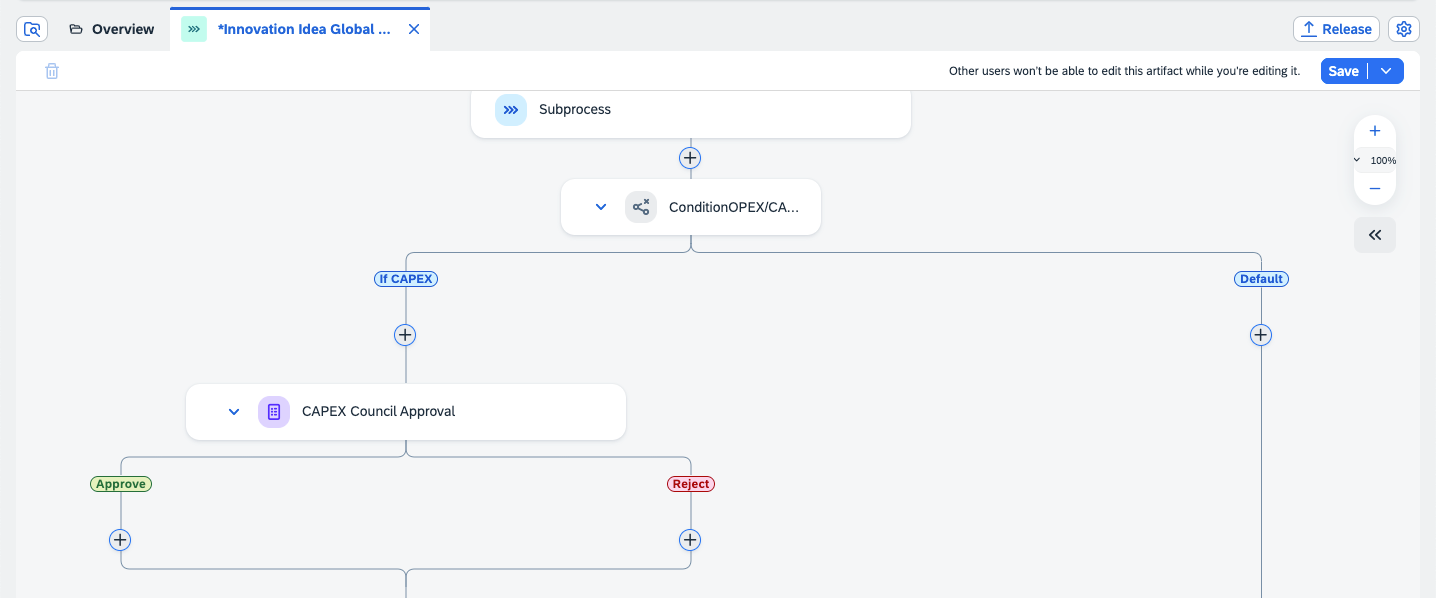 Overview
*Innovation Idea Global ...
Release
Other users won't be able to edit this artifact while you're editing it.
Save
Subprocess
100%
ConditionOPEX/CA...
If CAPEX
Default
CAPEX Council Approval
Approve
Reject